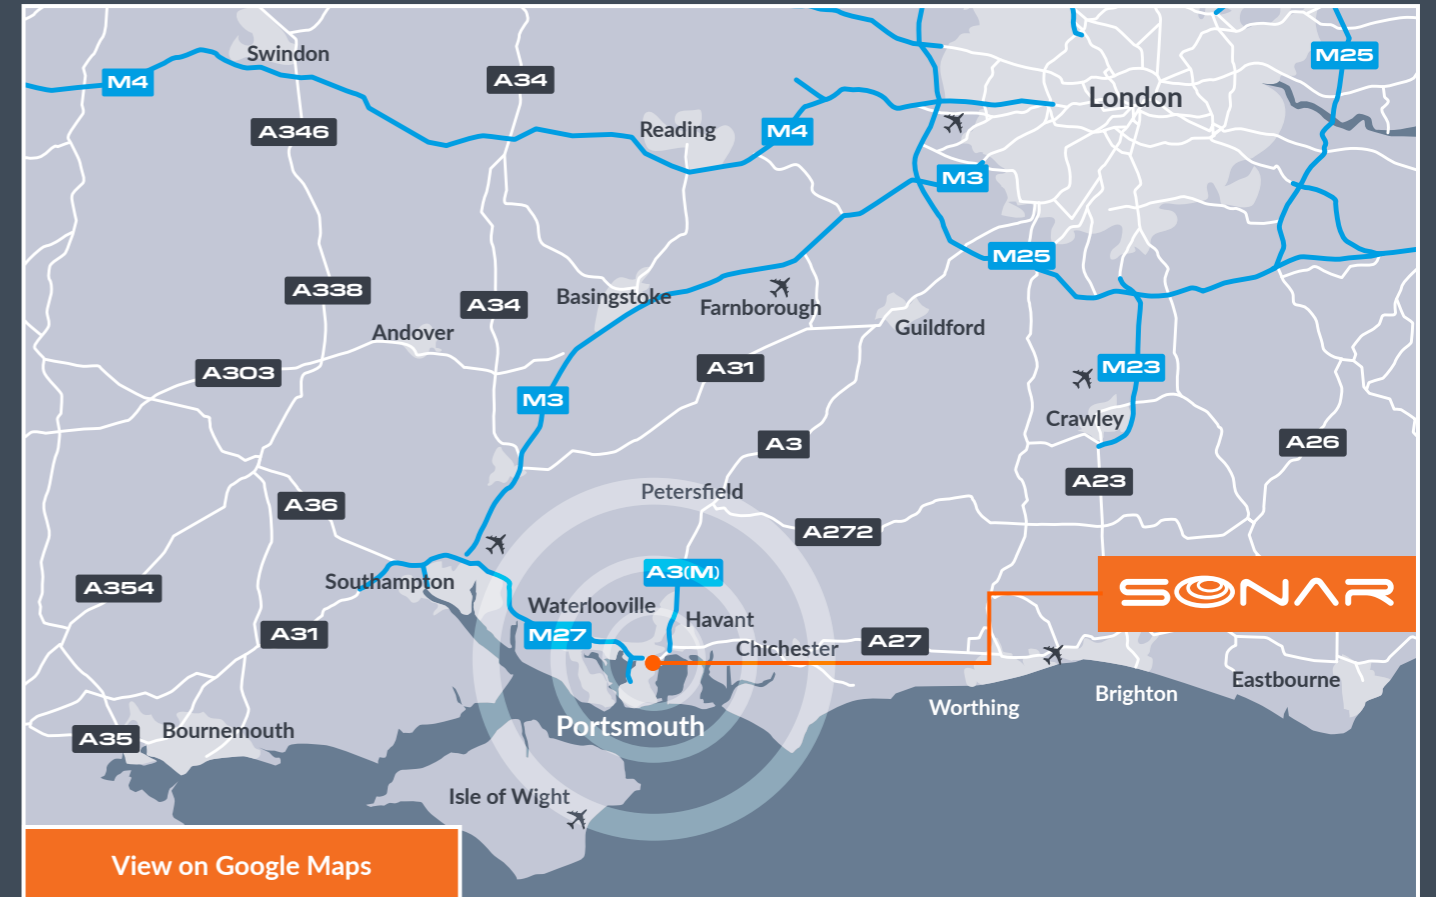 Swindon
M25
M4
A34
London
A346
Reading
M4
M3
M25
A338
Basingstoke
A34
Farnborough
Andover
Guildford
A303
A31
M23
M3
Crawley
A3
A26
A23
Petersfield
A36
A272
A3(M)
Southampton
A354
SONAR
Waterlooville
Havant
A31
M27
Chichester
A27
Eastbourne
Brighton
Worthing
Portsmouth
Bournemouth
A35
Isle of Wight
View on Google Maps